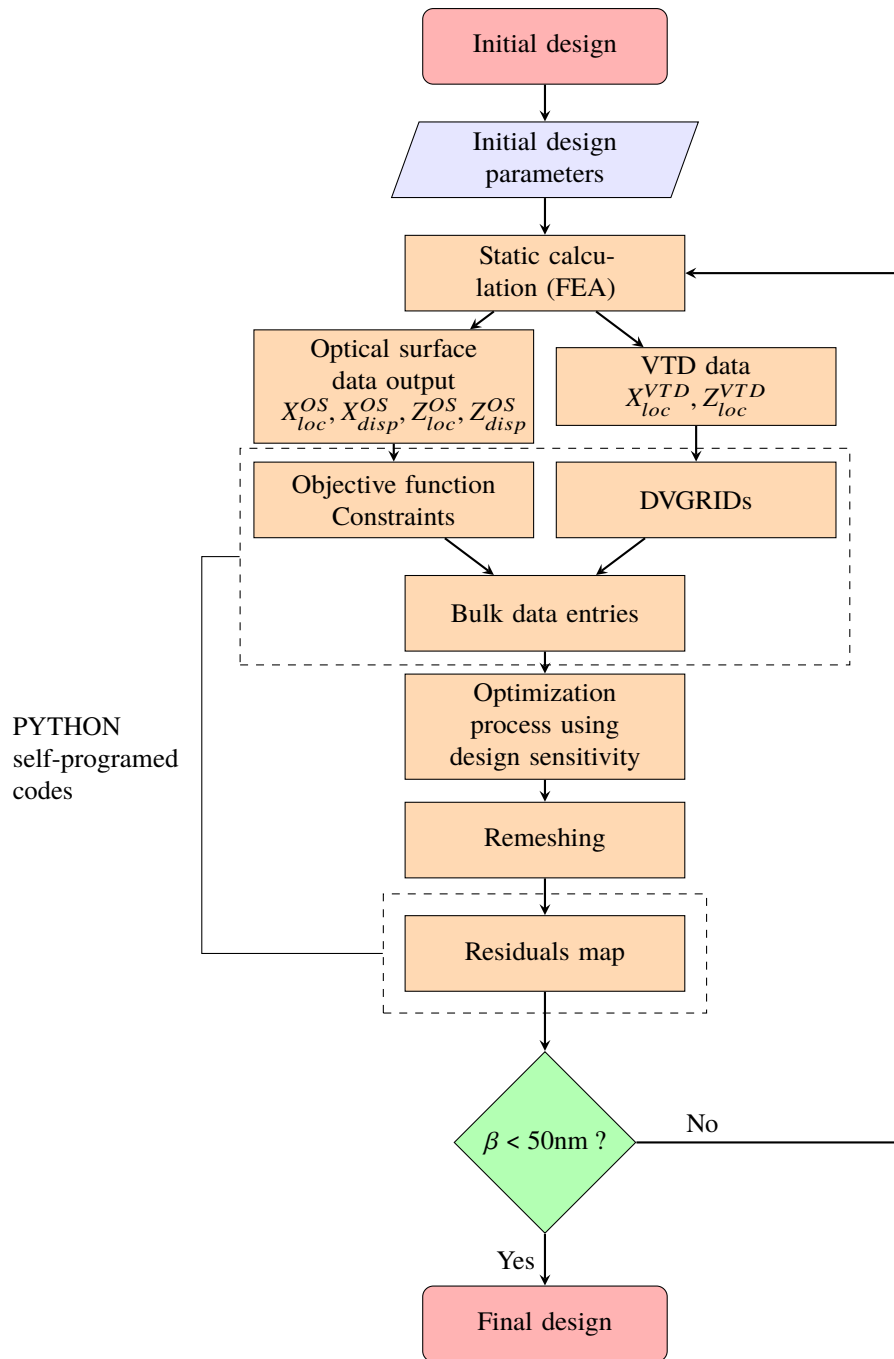 Initial design
Initial design
parameters
Static calcu-
lation (FEA)
Optical surface
data output
$X_{loc}^{OS}, X_{disp}^{OS}, Z_{loc}^{OS}, Z_{disp}^{OS}$
VTD data
$X_{loc}^{VTD}, Z_{loc}^{VTD}$
Objective function
Constraints
DVGRIDs
Bulk data entries
Optimization
process using
design sensitivity
PYTHON
self-programed
codes
Remeshing
Residuals map
β < 50nm ?
No
Yes
Final design